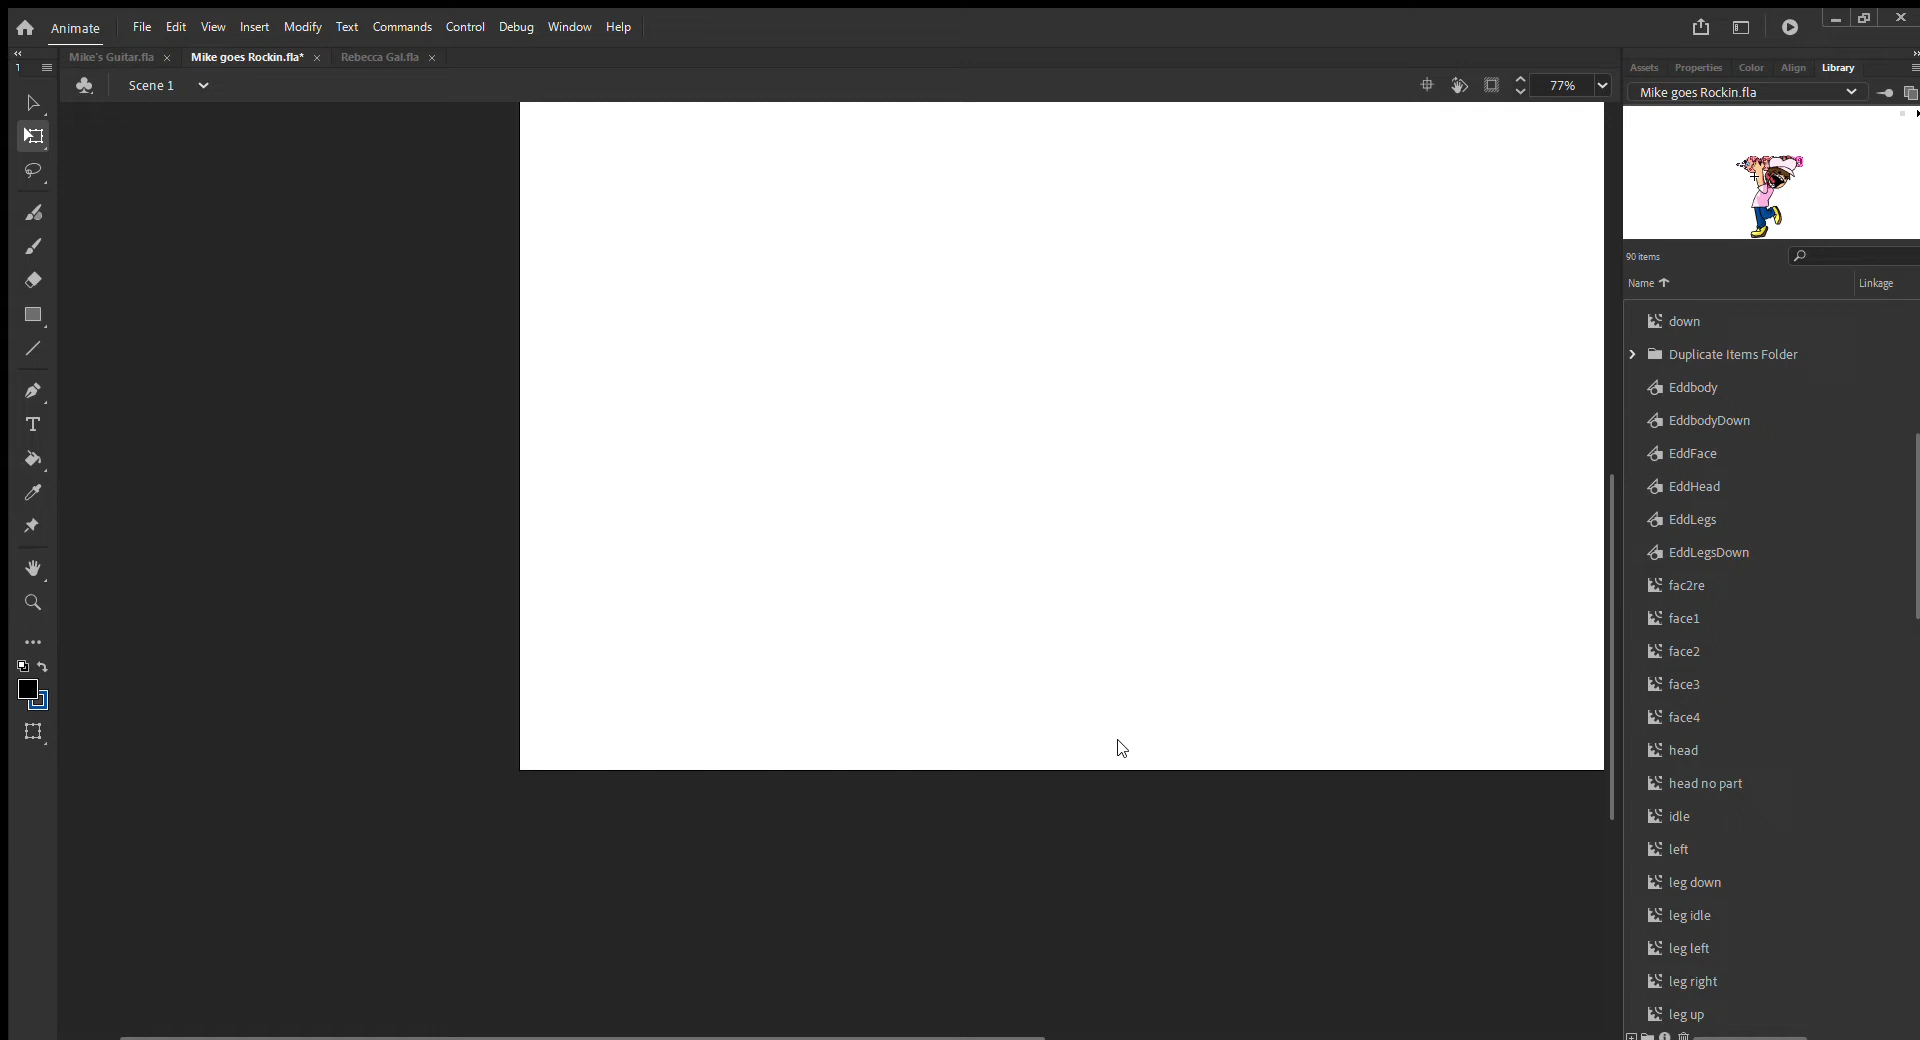 Animate File Edit View Insert Modify Text Commands Control Debug Window Help
Mike's Guitar.fla Mike goes Rockin.fla* Rebecca Gal.fla
Scene 1 77%
Assets Properties Color Align Library
Mike goes Rockin.fla
90 items
Name Linkage
down
Duplicate Items Folder
Eddbody
EddbodyDown
EddFace
EddHead
EddLegs
EddLegsDown
fac2re
face1
face2
face3
face4
head
head no part
idle
left
leg down
leg idle
leg left
leg right
leg up